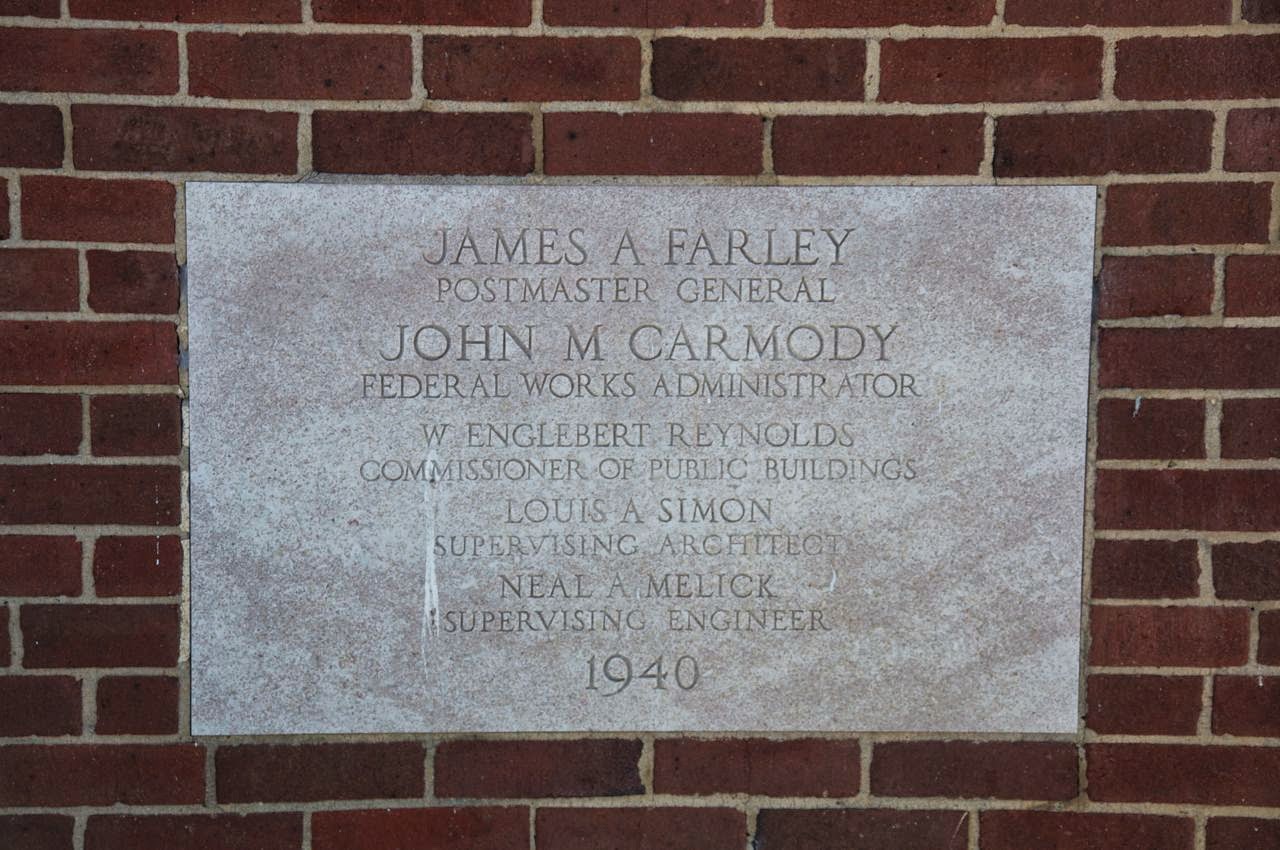 JAMES A FARLEY
POSTMASTER GENERAL
JOHN M CARMODY
FEDERAL WORKS ADMINISTRATOR
W ENGLEBERT REYNOLDS
COMMISSIONER OF PUBLIC BUILDINGS
LOUIS A SIMON
SUPERVISING ARCHITECT
NEAL A MELICK
SUPERVISING ENGINEER
1940